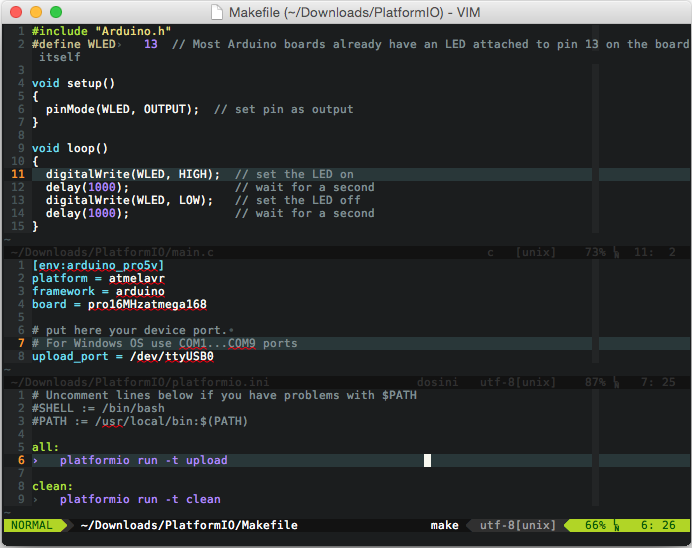 Makefile (~/Downloads/PlatformIO) - VIM
1 #include "Arduino.h"
2 #define WLED› 13 // Most Arduino boards already have an LED attached to pin 13 on the board
itself
3
4 void setup()
5 {
6 pinMode(WLED, OUTPUT); // set pin as output
7 }
8
9 void loop()
10 {
11 digitalWrite(WLED, HIGH); // set the LED on
12 delay(1000); // wait for a second
13 digitalWrite(WLED, LOW); // set the LED off
14 delay(1000); // wait for a second
15 }
~
~/Downloads/PlatformIO/main.c c [unix] 73% 11: 2
1 [env:arduino_pro5v]
2 platform = atmelavr
3 framework = arduino
4 board = pro16MHzatmega168
5
6 # put here your device port.•
7 # For Windows OS use COM1...COM9 ports
8 upload_port = /dev/ttyUSB0
~
~/Downloads/PlatformIO/platformio.ini dosini utf-8[unix] 87% 7: 25
1 # Uncomment lines below if you have problems with $PATH
2 #SHELL := /bin/bash
3 #PATH := /usr/local/bin:$(PATH)
4
5 all:
6 › platformio run -t upload
7
8 clean:
9 › platformio run -t clean
~
NORMAL ~/Downloads/PlatformIO/Makefile make utf-8[unix] 66% 6: 26